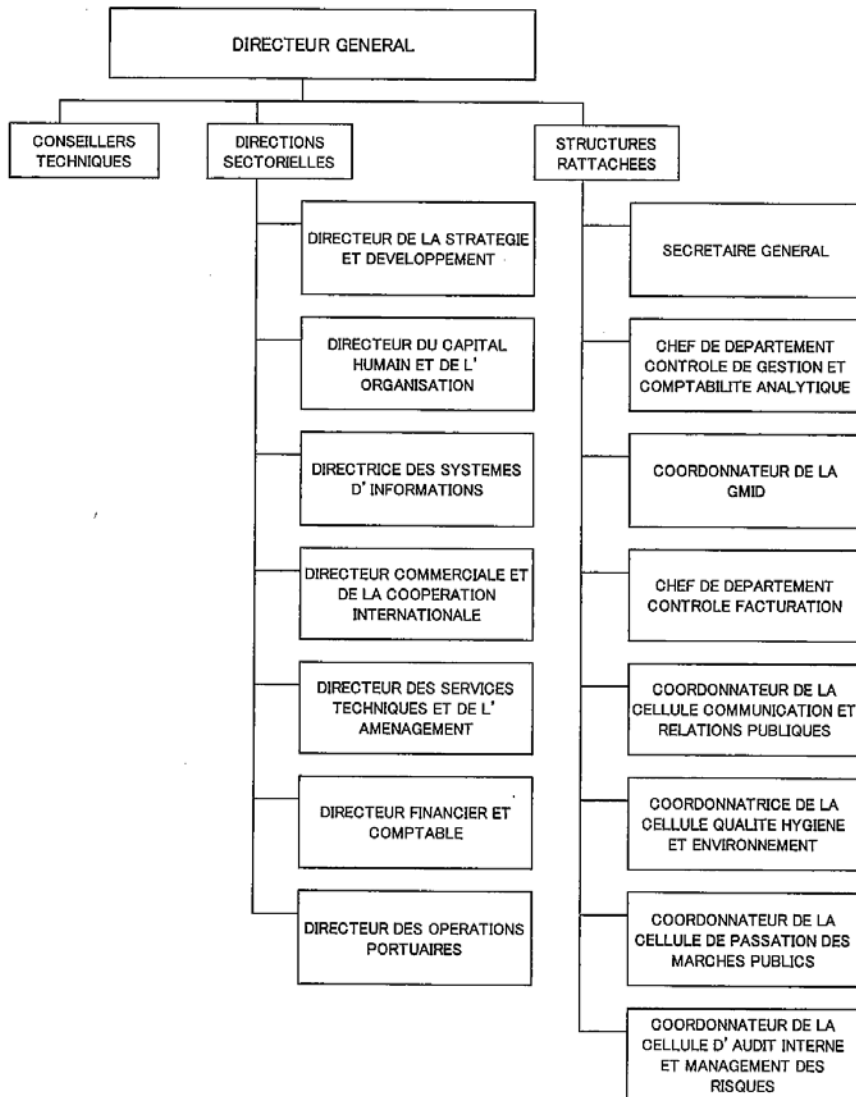 DIRECTEUR GENERAL
CONSEILLERS
TECHNIQUES
DIRECTIONS
SECTORIELLES
STRUCTURES
RATTACHEES
DIRECTEUR DE LA STRATEGIE
ET DEVELOPPEMENT
DIRECTEUR DU CAPITAL
HUMAIN ET DE L'
ORGANISATION
DIRECTRICE DES SYSTEMES
D' INFORMATIONS
DIRECTEUR COMMERCIALE ET
DE LA COOPERATION
INTERNATIONALE
DIRECTEUR DES SERVICES
TECHNIQUES ET DE L'
AMENAGEMENT
DIRECTEUR FINANCIER ET
COMPTABLE
DIRECTEUR DES OPERATIONS
PORTUAIRES
SECRETAIRE GENERAL
CHEF DE DEPARTEMENT
CONTROLE DE GESTION ET
COMPTABILITE ANALYTIQUE
COORDONNATEUR DE LA
GMID
CHEF DE DEPARTEMENT
CONTROLE FACTURATION
COORDONNATEUR DE LA
CELLULE COMMUNICATION ET
RELATIONS PUBLIQUES
COORDONNATRICE DE LA
CELLULE QUALITE HYGIENE
ET ENVIRONNEMENT
COORDONNATEUR DE LA
CELLULE DE PASSATION DES
MARCHES PUBLICS
COORDONNATEUR DE LA
CELLULE D' AUDIT INTERNE
ET MANAGEMENT DES
RISQUES